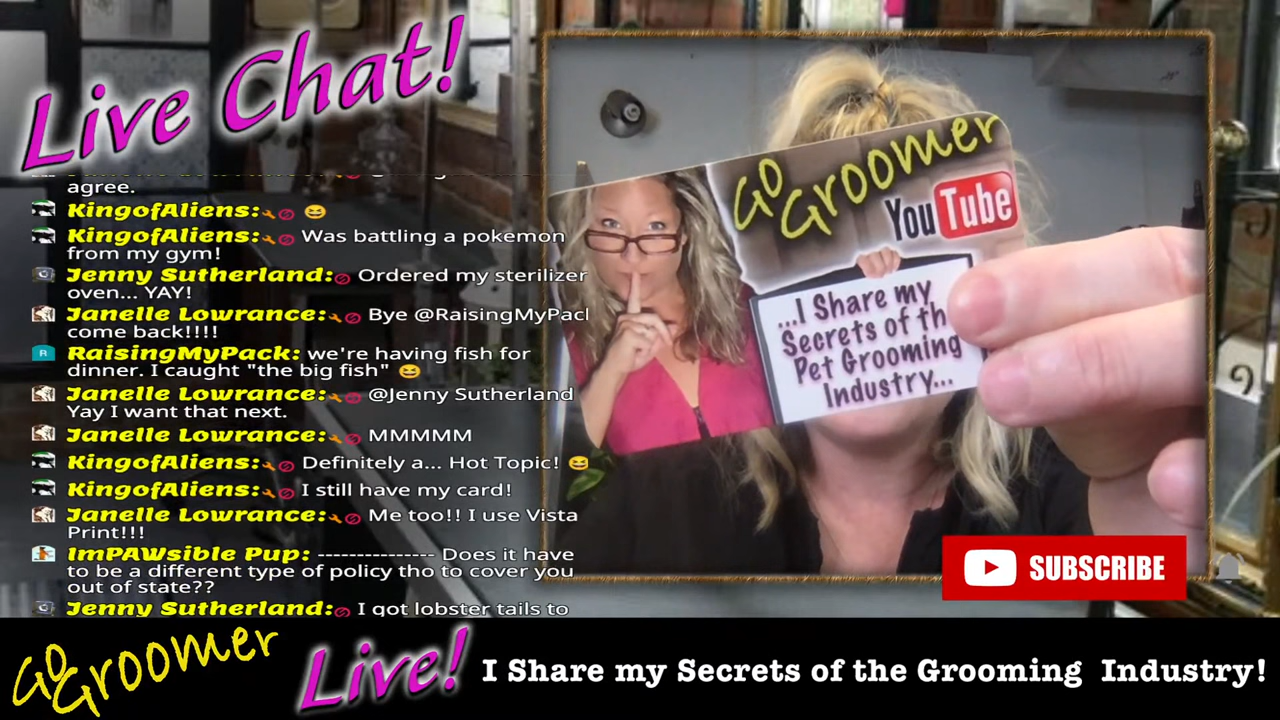 Live Chat!
agree.
KingofAliens: 😆
KingofAliens: Was battling a pokemon
from my gym!
Jenny Sutherland: Ordered my sterilizer
oven... YAY!
Janelle Lowrance: Bye @RaisingMyPacl
come back!!!!
RaisingMyPack: we're having fish for
dinner. I caught "the big fish" 😆
Janelle Lowrance: @Jenny Sutherland
Yay I want that next.
Janelle Lowrance: MMMMM
KingofAliens: Definitely a... Hot Topic! 😆
KingofAliens: I still have my card!
Janelle Lowrance: Me too!! I use Vista
Print!!!
ImPAWsible Pup: --------------- Does it have
to be a different type of policy tho to cover you
out of state??
Jenny Sutherland: I got lobster tails to
Go Groomer
YouTube
...I Share my
Secrets of th
Pet Grooming
Industry...
SUBSCRIBE
Go Groomer Live! I Share my Secrets of the Grooming Industry!